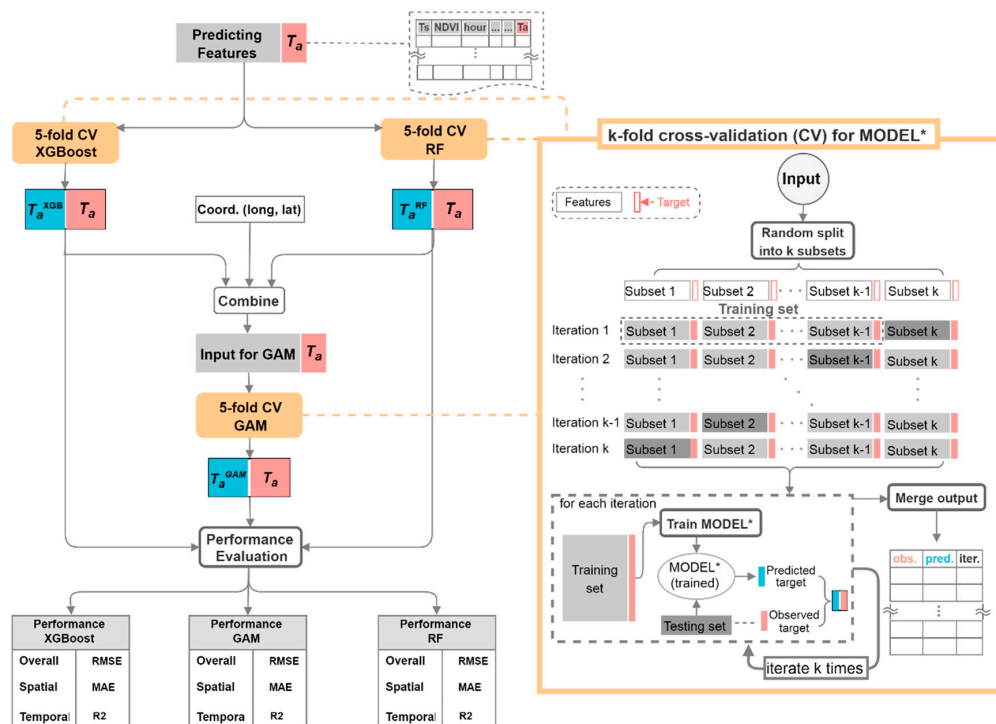 Predicting
Features
Ta
Ts NDVI hour ... ... Ta
5-fold CV
XGBoost
5-fold CV
RF
Ta^XGB Ta
Coord. (long, lat)
Ta^RF Ta
Combine
Input for GAM Ta
5-fold CV
GAM
Ta^GAM Ta
Performance
Evaluation
Performance
XGBoost
Overall RMSE
Spatial MAE
Temporal R2
Performance
GAM
Overall RMSE
Spatial MAE
Tempora R2
Performance
RF
Overall RMSE
Spatial MAE
Temporal R2
k-fold cross-validation (CV) for MODEL*
Input
Features
Target
Random split
into k subsets
Subset 1 Subset 2 · · · Subset k-1 Subset k
Training set
Iteration 1 Subset 1 Subset 2 · · · Subset k-1 Subset k
Iteration 2 Subset 1 Subset 2 · · · Subset k-1 Subset k
Iteration k-1 Subset 1 Subset 2 · · · Subset k-1 Subset k
Iteration k Subset 1 Subset 2 · · · Subset k-1 Subset k
for each iteration
Train MODEL*
Training
set
MODEL*
(trained)
Predicted
target
Testing set
Observed
target
iterate k times
Merge output
obs. pred. iter.